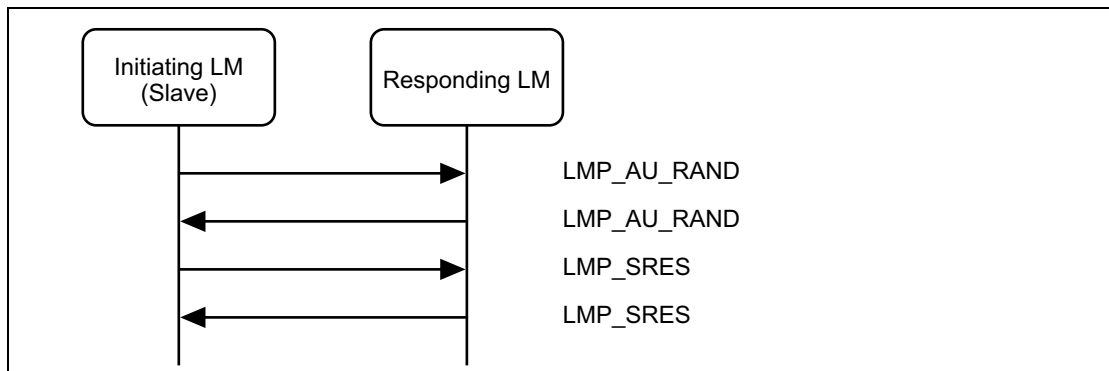 Initiating LM
(Slave)
Responding LM
LMP_AU_RAND
LMP_AU_RAND
LMP_SRES
LMP_SRES